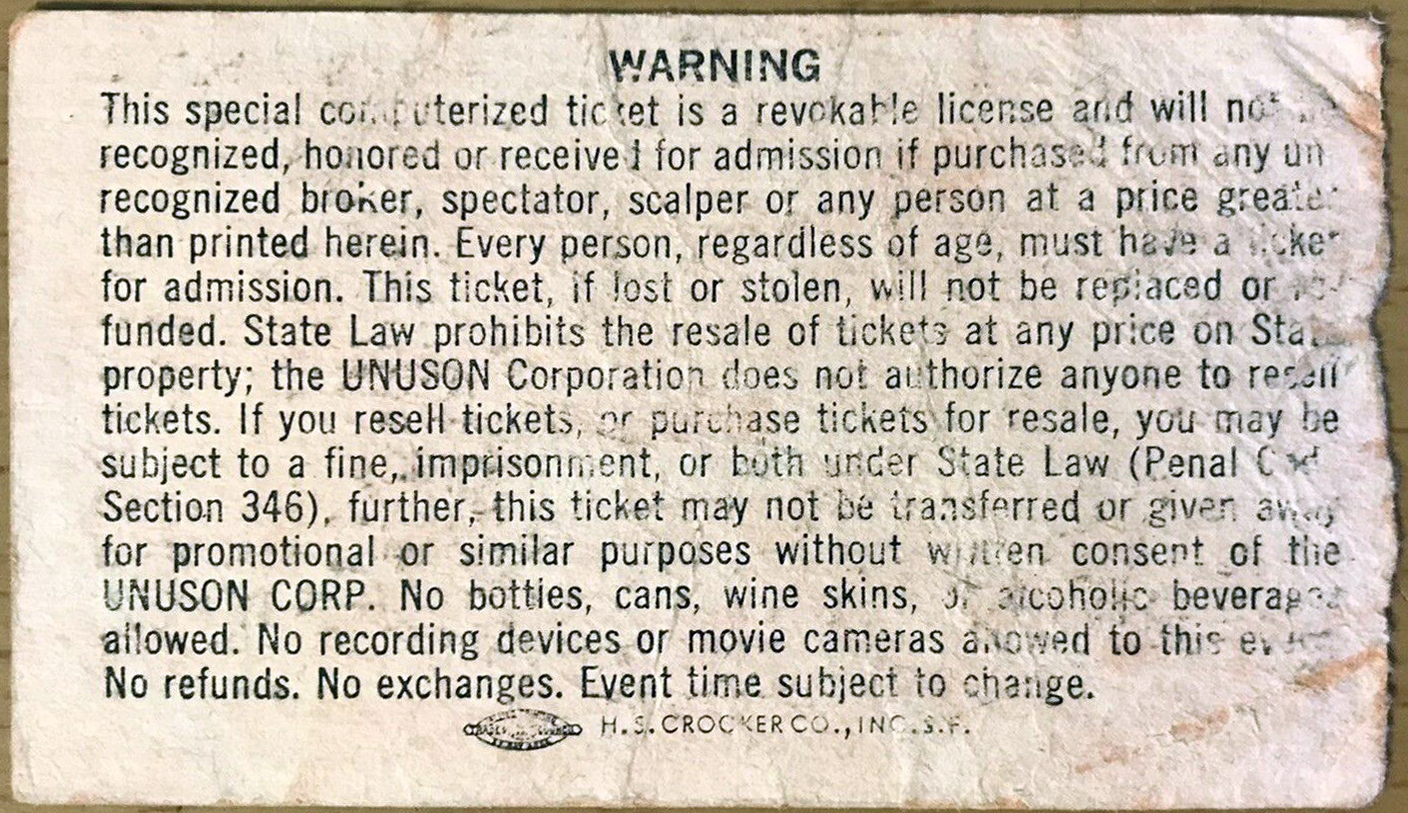 WARNING
This special computerized ticket is a revokable license and will not
recognized, honored or received for admission if purchased from any un
recognized broker, spectator, scalper or any person at a price greater
than printed herein. Every person, regardless of age, must have a ticket
for admission. This ticket, if lost or stolen, will not be replaced or
funded. State Law prohibits the resale of tickets at any price on State
property; the UNUSON Corporation does not authorize anyone to resell
tickets. If you resell tickets, or purchase tickets for resale, you may be
subject to a fine, imprisonment, or both under State Law (Penal Code
Section 346), further, this ticket may not be transferred or given away
for promotional or similar purposes without written consent of the
UNUSON CORP. No bottles, cans, wine skins, or alcoholic beverages
allowed. No recording devices or movie cameras allowed to this event
No refunds. No exchanges. Event time subject to change.
H.S. CROCKER CO., INC. S.F.